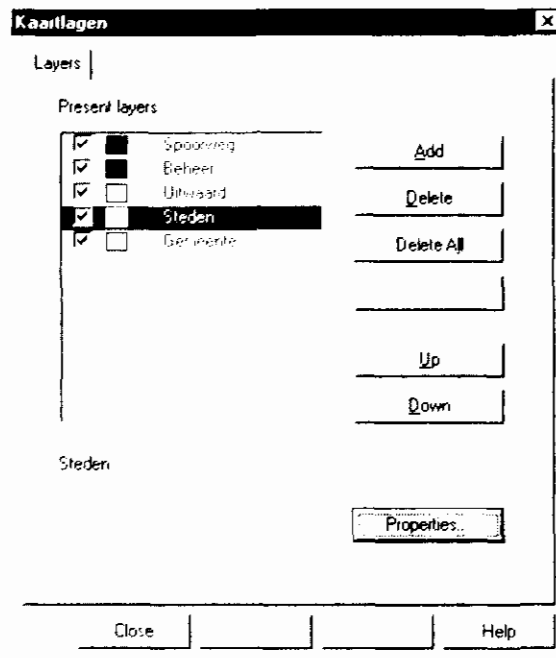 Kaartlagen
Layers
Present layers
Spoorweg
Beheer
Uitwaard
Steden
Gemeente
Add
Delete
Delete All
Up
Down
Steden
Properties..
Close
Help